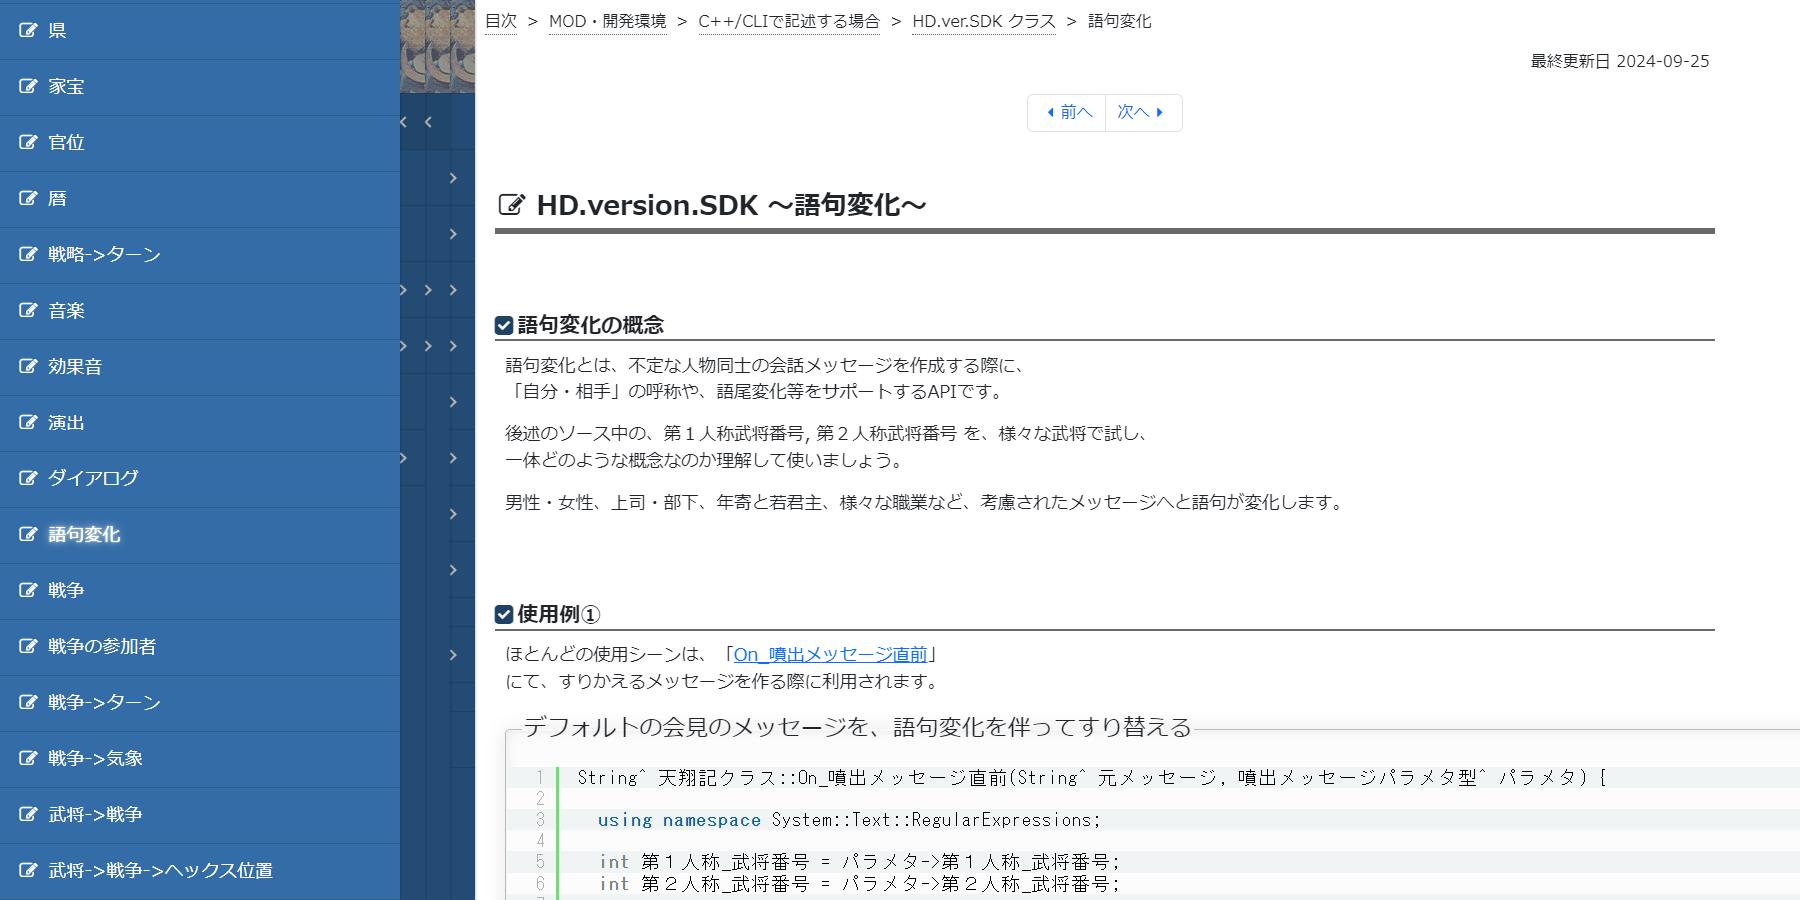 県
家宝
官位
暦
戦略->ターン
音楽
効果音
演出
ダイアログ
語句変化
戦争
戦争の参加者
戦争->ターン
戦争->気象
武将->戦争
武将->戦争->ヘックス位置
目次 > MOD・開発環境 > C++/CLIで記述する場合 > HD.ver.SDK クラス > 語句変化
最終更新日 2024-09-25
前へ 次へ
HD.version.SDK ～語句変化～
語句変化の概念
語句変化とは、不定な人物同士の会話メッセージを作成する際に、
「自分・相手」の呼称や、語尾変化等をサポートするAPIです。
後述のソース中の、第１人称武将番号, 第２人称武将番号 を、様々な武将で試し、
一体どのような概念なのか理解して使いましょう。
男性・女性、上司・部下、年寄と若君主、様々な職業など、考慮されたメッセージへと語句が変化します。
使用例①
ほとんどの使用シーンは、「On_噴出メッセージ直前」
にて、すりかえるメッセージを作る際に利用されます。
デフォルトの会見のメッセージを、語句変化を伴ってすり替える
1 String^ 天翔記クラス::On_噴出メッセージ直前(String^ 元メッセージ, 噴出メッセージパラメタ型^ パラメタ) {
2
3 using namespace System::Text::RegularExpressions;
4
5 int 第１人称_武将番号 = パラメタ->第１人称_武将番号;
6 int 第２人称_武将番号 = パラメタ->第２人称_武将番号;